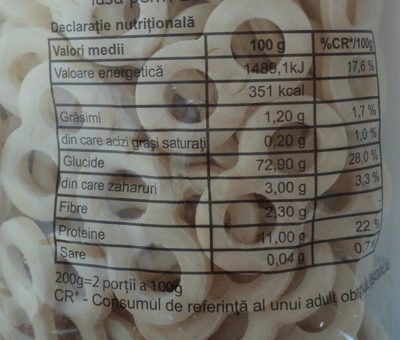 Declarație nutrițională
Valori medii 100 g %CR*/100g
Valoare energetică 1489,1kJ 17,6 %
351 kcal
Grăsimi 1,20 g 1,7 %
din care acizi grași saturați 0,20 g 1,0 %
Glucide 72,90 g 28,0 %
din care zaharuri 3,00 g 3,3 %
Fibre 2,30 g -
Proteine 11,00 g 22 %
Sare 0,04 g 0,7
200g=2 porții a 100g
CR* - Consumul de referință al unui adult